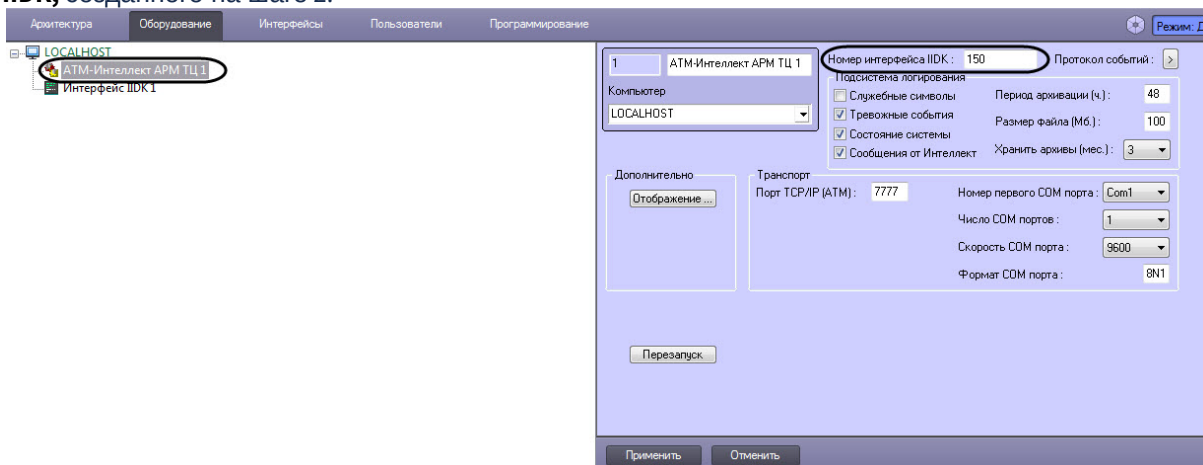 IIDK, созданного на шаге 2.
Архитектура Оборудование Интерфейсы Пользователи Программирование
LOCALHOST
АТМ-Интеллект АРМ ТЦ 1
Интерфейс IIDK 1
1 АТМ-Интеллект АРМ ТЦ 1
Компьютер
LOCALHOST
Номер интерфейса IIDK : 150 Протокол событий : >
Подсистема логирования
Служебные символы Период архивации (ч.) : 48
Тревожные события Размер файла (Мб.) : 100
Состояние системы
Сообщения от Интеллект Хранить архивы (мес.) : 3
Дополнительно
Отображение ...
Транспорт
Порт TCP/IP (АТМ) : 7777 Номер первого COM порта : Com1
Число COM портов : 1
Скорость COM порта : 9600
Формат COM порта : 8N1
Перезапуск
Применить Отменить